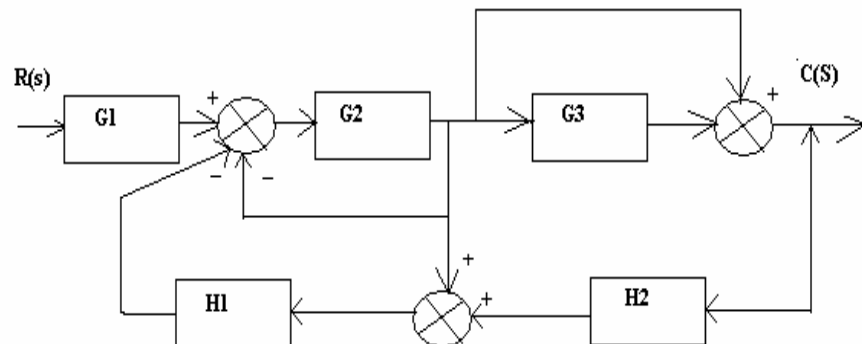 R(s)
C(S)
G1
+
G2
G3
+
−
−
+
+
H1
H2